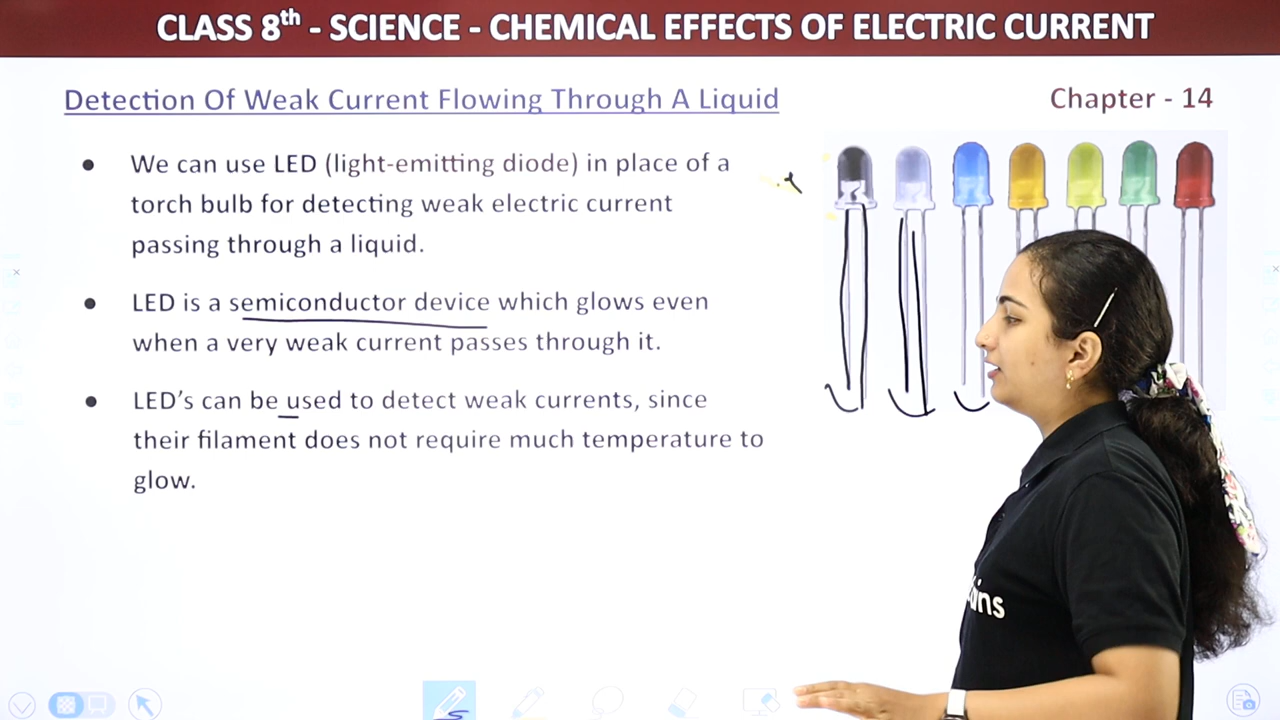 CLASS 8th - SCIENCE - CHEMICAL EFFECTS OF ELECTRIC CURRENT
Detection Of Weak Current Flowing Through A Liquid
Chapter - 14
• We can use LED (light-emitting diode) in place of a
torch bulb for detecting weak electric current
passing through a liquid.
• LED is a semiconductor device which glows even
when a very weak current passes through it.
• LED's can be used to detect weak currents, since
their filament does not require much temperature to
glow.